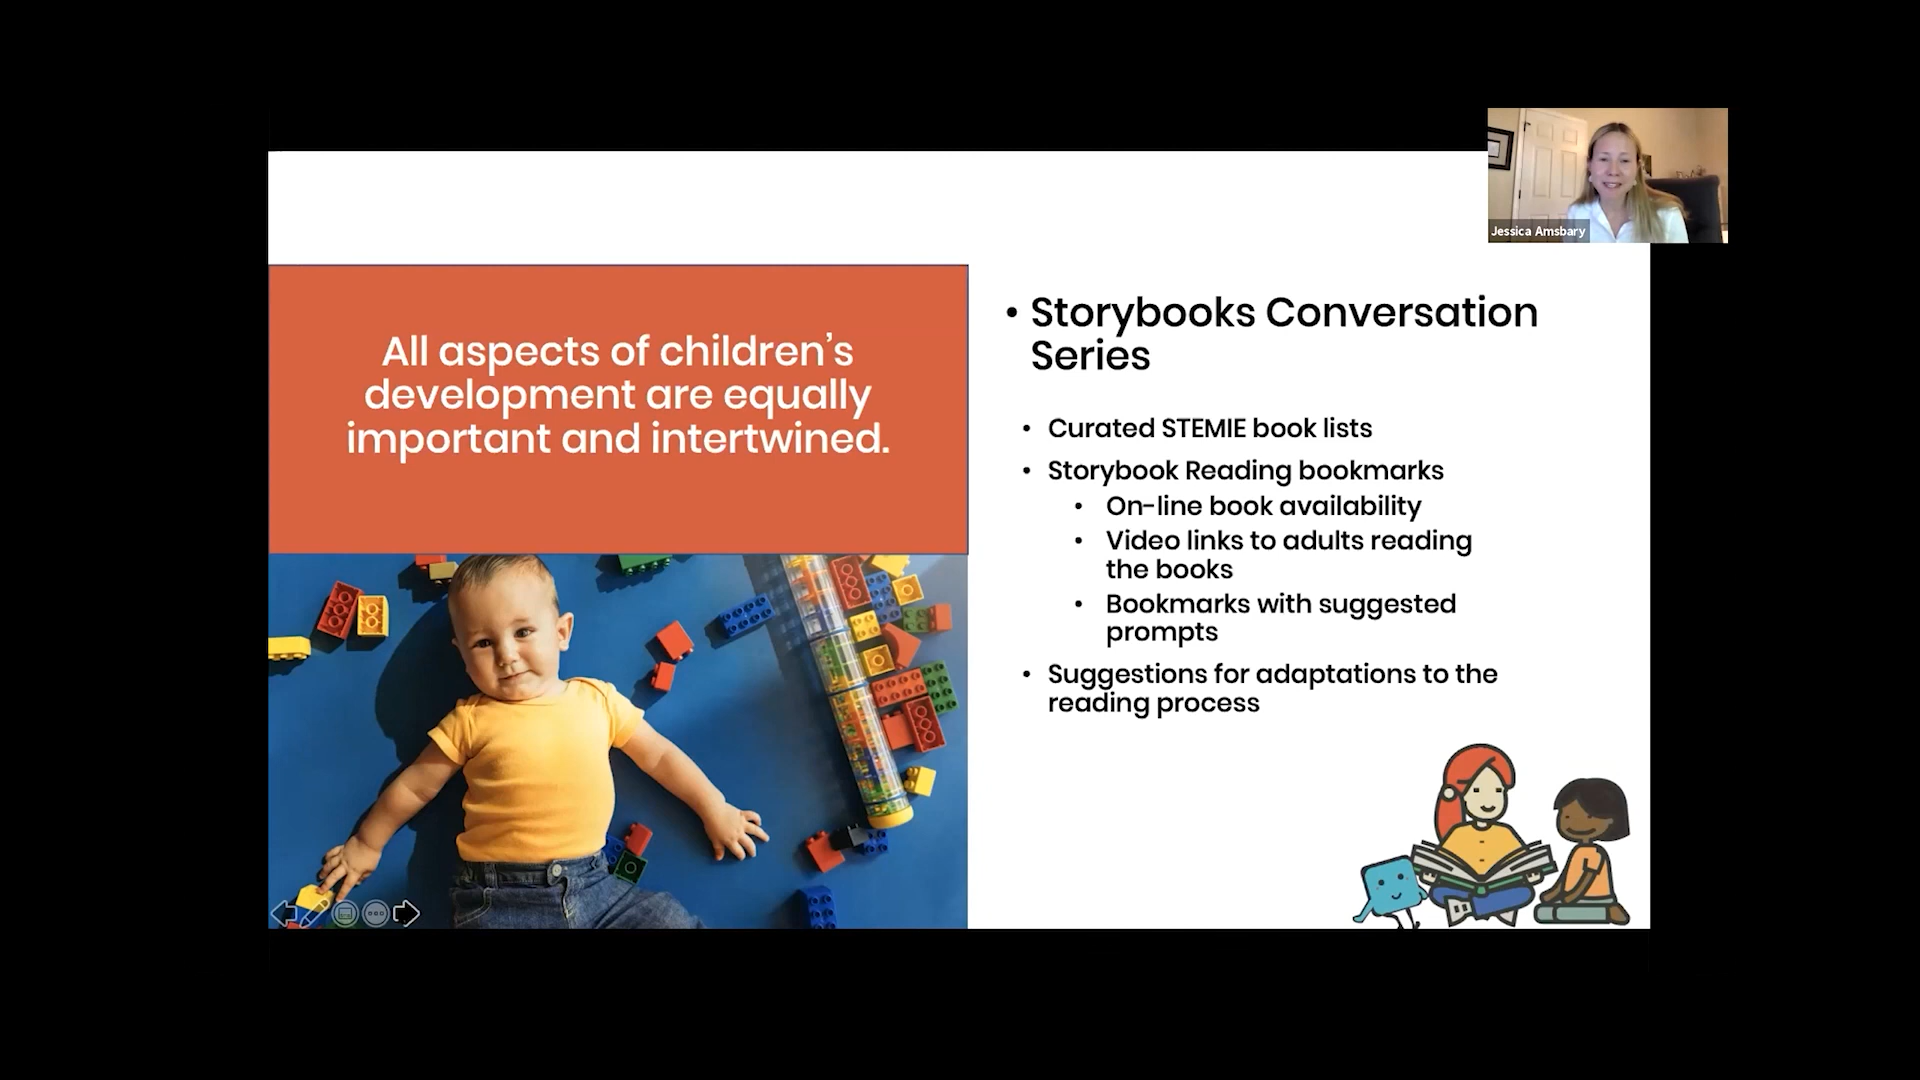 Jessica Amsbary
All aspects of children's
development are equally
important and intertwined.
• Storybooks Conversation
Series
• Curated STEMIE book lists
• Storybook Reading bookmarks
• On-line book availability
• Video links to adults reading
the books
• Bookmarks with suggested
prompts
• Suggestions for adaptations to the
reading process